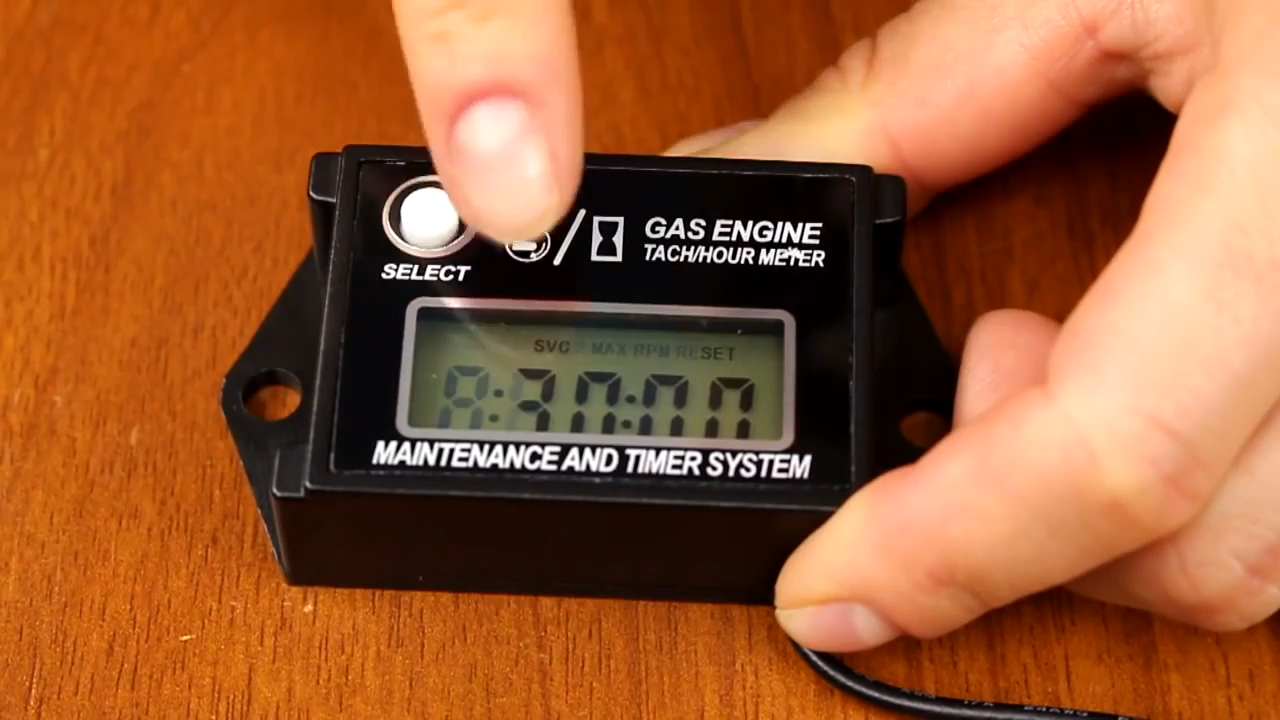 SELECT
GAS ENGINE
TACH/HOUR METER
SVC MAX RPM RESET
MAINTENANCE AND TIMER SYSTEM